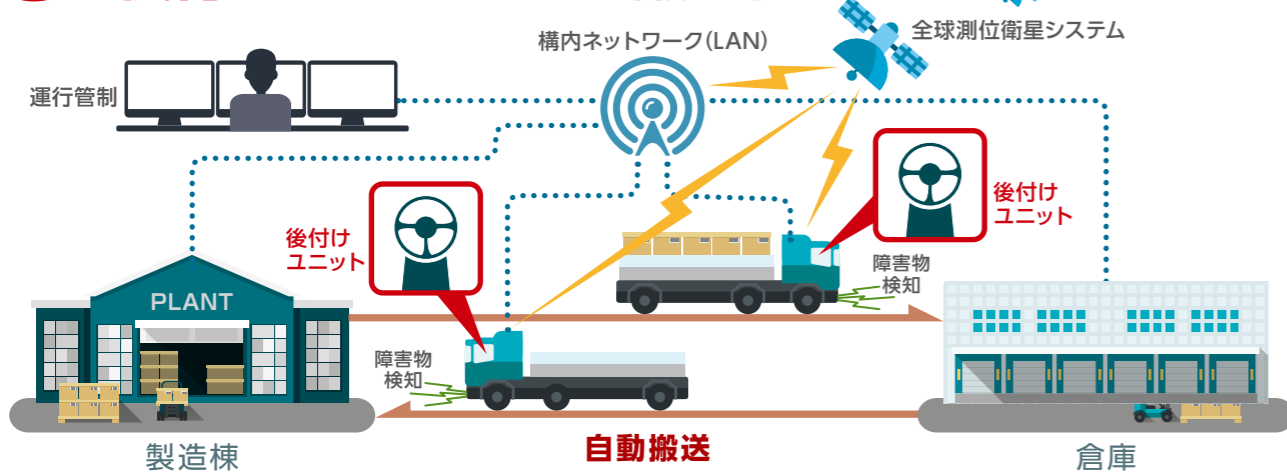 構内ネットワーク(LAN)
全球測位衛星システム
運行管制
後付け
ユニット
後付け
ユニット
障害物
検知
PLANT
障害物
検知
自動搬送
製造棟
倉庫